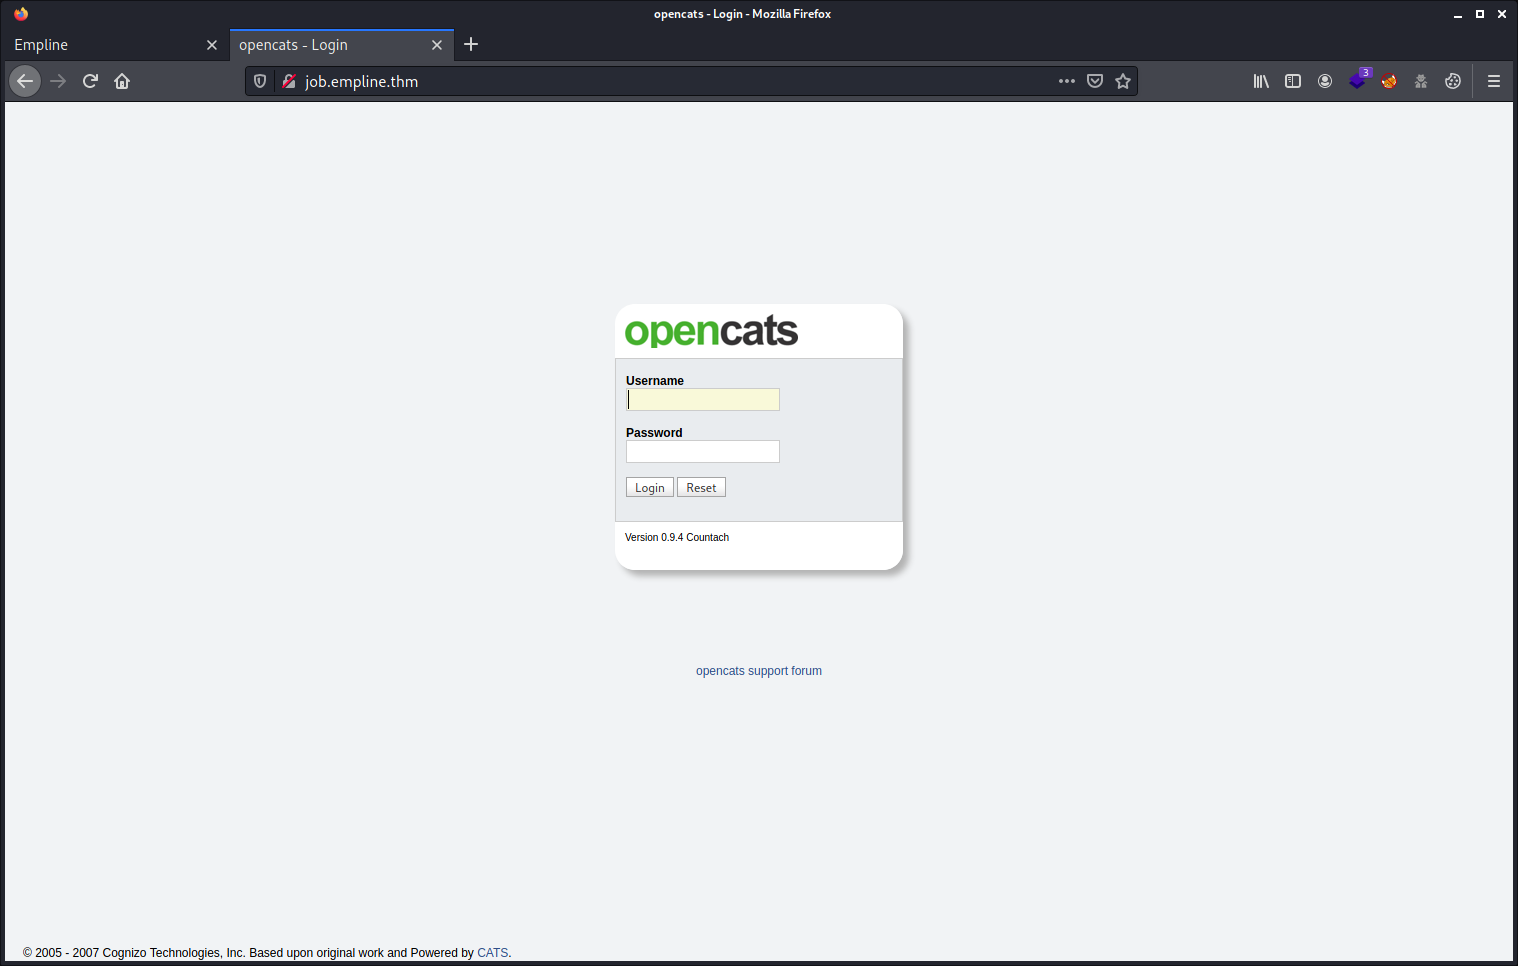 opencats - Login - Mozilla Firefox
Empline
opencats - Login
job.empline.thm
3
opencats
Username
Password
Login Reset
Version 0.9.4 Countach
opencats support forum
© 2005 - 2007 Cognizo Technologies, Inc. Based upon original work and Powered by CATS.